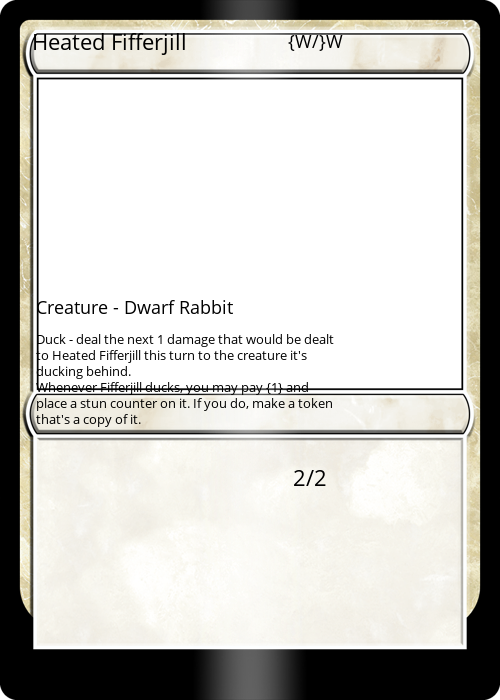 Heated Fifferjill
{W/}W
Creature - Dwarf Rabbit
Duck - deal the next 1 damage that would be dealt
to Heated Fifferjill this turn to the creature it's
ducking behind.
Whenever Fifferjill ducks, you may pay {1} and
place a stun counter on it. If you do, make a token
that's a copy of it.
2/2